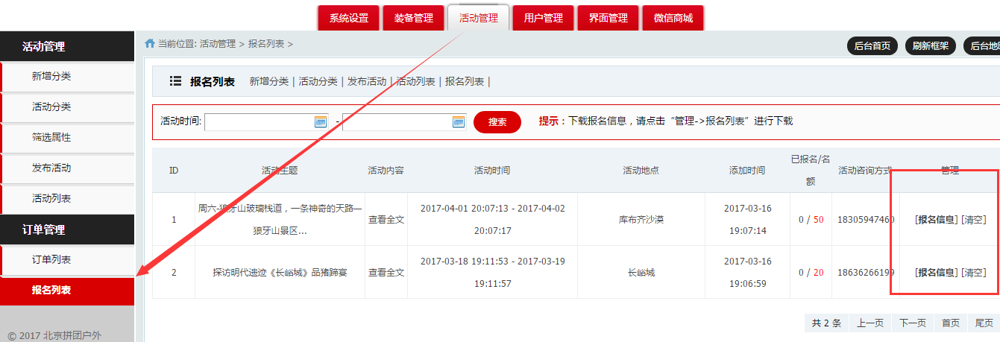 系统设置 装备管理 活动管理 用户管理 界面管理 微信商城
活动管理
新增分类
活动分类
筛选属性
发布活动
活动列表
订单管理
订单列表
报名列表
© 2017 北京拼团户外
当前位置: 活动管理 > 报名列表 >
后台首页 刷新框架 后台地
报名列表 新增分类 | 活动分类 | 发布活动 | 活动列表 | 报名列表 |
活动时间: - 搜索 提示：下载报名信息，请点击“管理->报名列表”进行下载
ID 活动主题 活动内容 活动时间 活动地点 添加时间 已报名/名额 活动咨询方式 管理
1 周六-狼牙山玻璃栈道，一条神奇的天路—狼牙山景区... 查看全文 2017-04-01 20:07:13 - 2017-04-02 20:07:17 库布齐沙漠 2017-03-16 19:07:14 0 / 50 18305947460 [报名信息] [清空]
2 探访明代遗迹《长峪城》品猪蹄宴 查看全文 2017-03-18 19:11:53 - 2017-03-19 19:11:57 长峪城 2017-03-16 19:06:59 0 / 20 18636266199 [报名信息] [清空]
共 2 条 上一页 下一页 首页 尾页